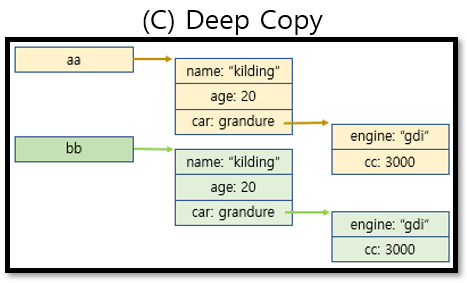 (C) Deep Copy
aa
name: “kilding”
age: 20
car: grandure
engine: “gdi”
cc: 3000
bb
name: “kilding”
age: 20
car: grandure
engine: “gdi”
cc: 3000